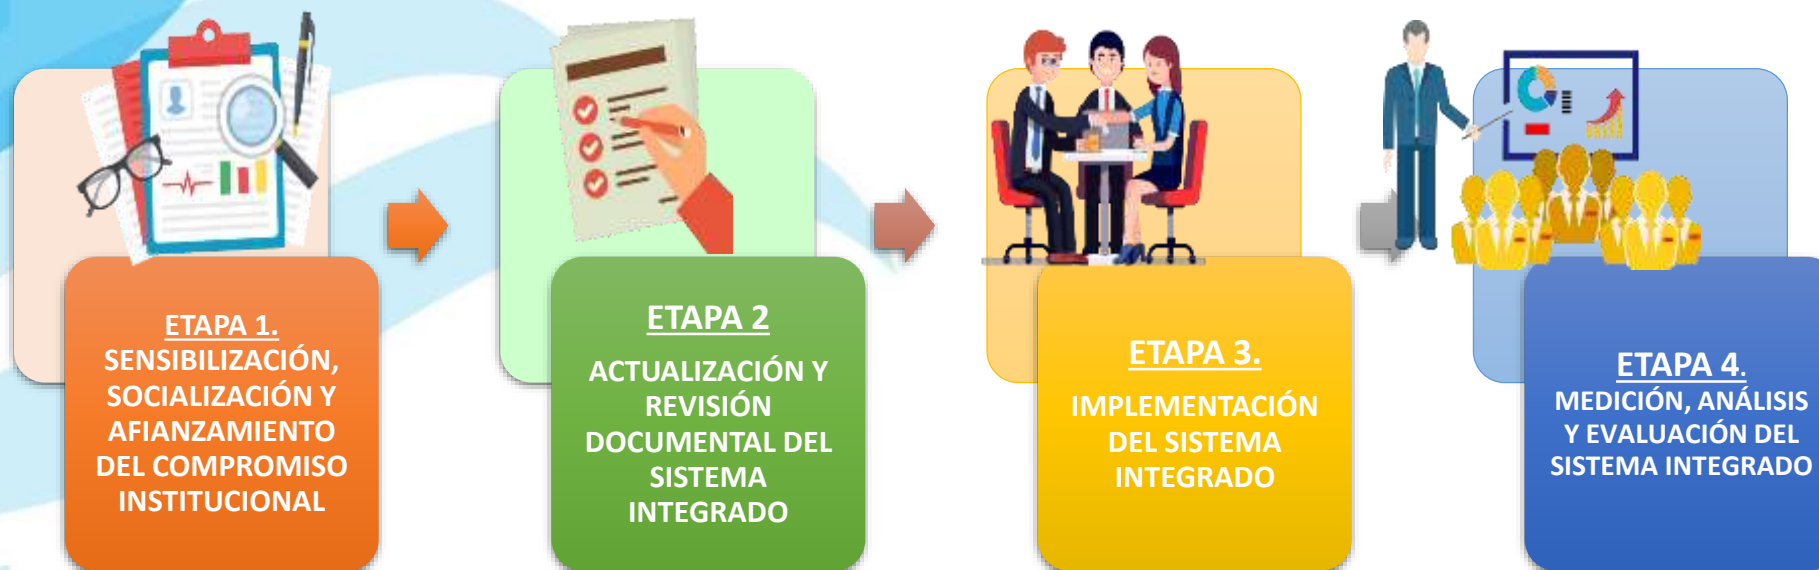 ETAPA 1.
SENSIBILIZACIÓN,
SOCIALIZACIÓN Y
AFIANZAMIENTO
DEL COMPROMISO
INSTITUCIONAL
ETAPA 2
ACTUALIZACIÓN Y
REVISIÓN
DOCUMENTAL DEL
SISTEMA
INTEGRADO
ETAPA 3.
IMPLEMENTACIÓN
DEL SISTEMA
INTEGRADO
ETAPA 4.
MEDICIÓN, ANÁLISIS
Y EVALUACIÓN DEL
SISTEMA INTEGRADO